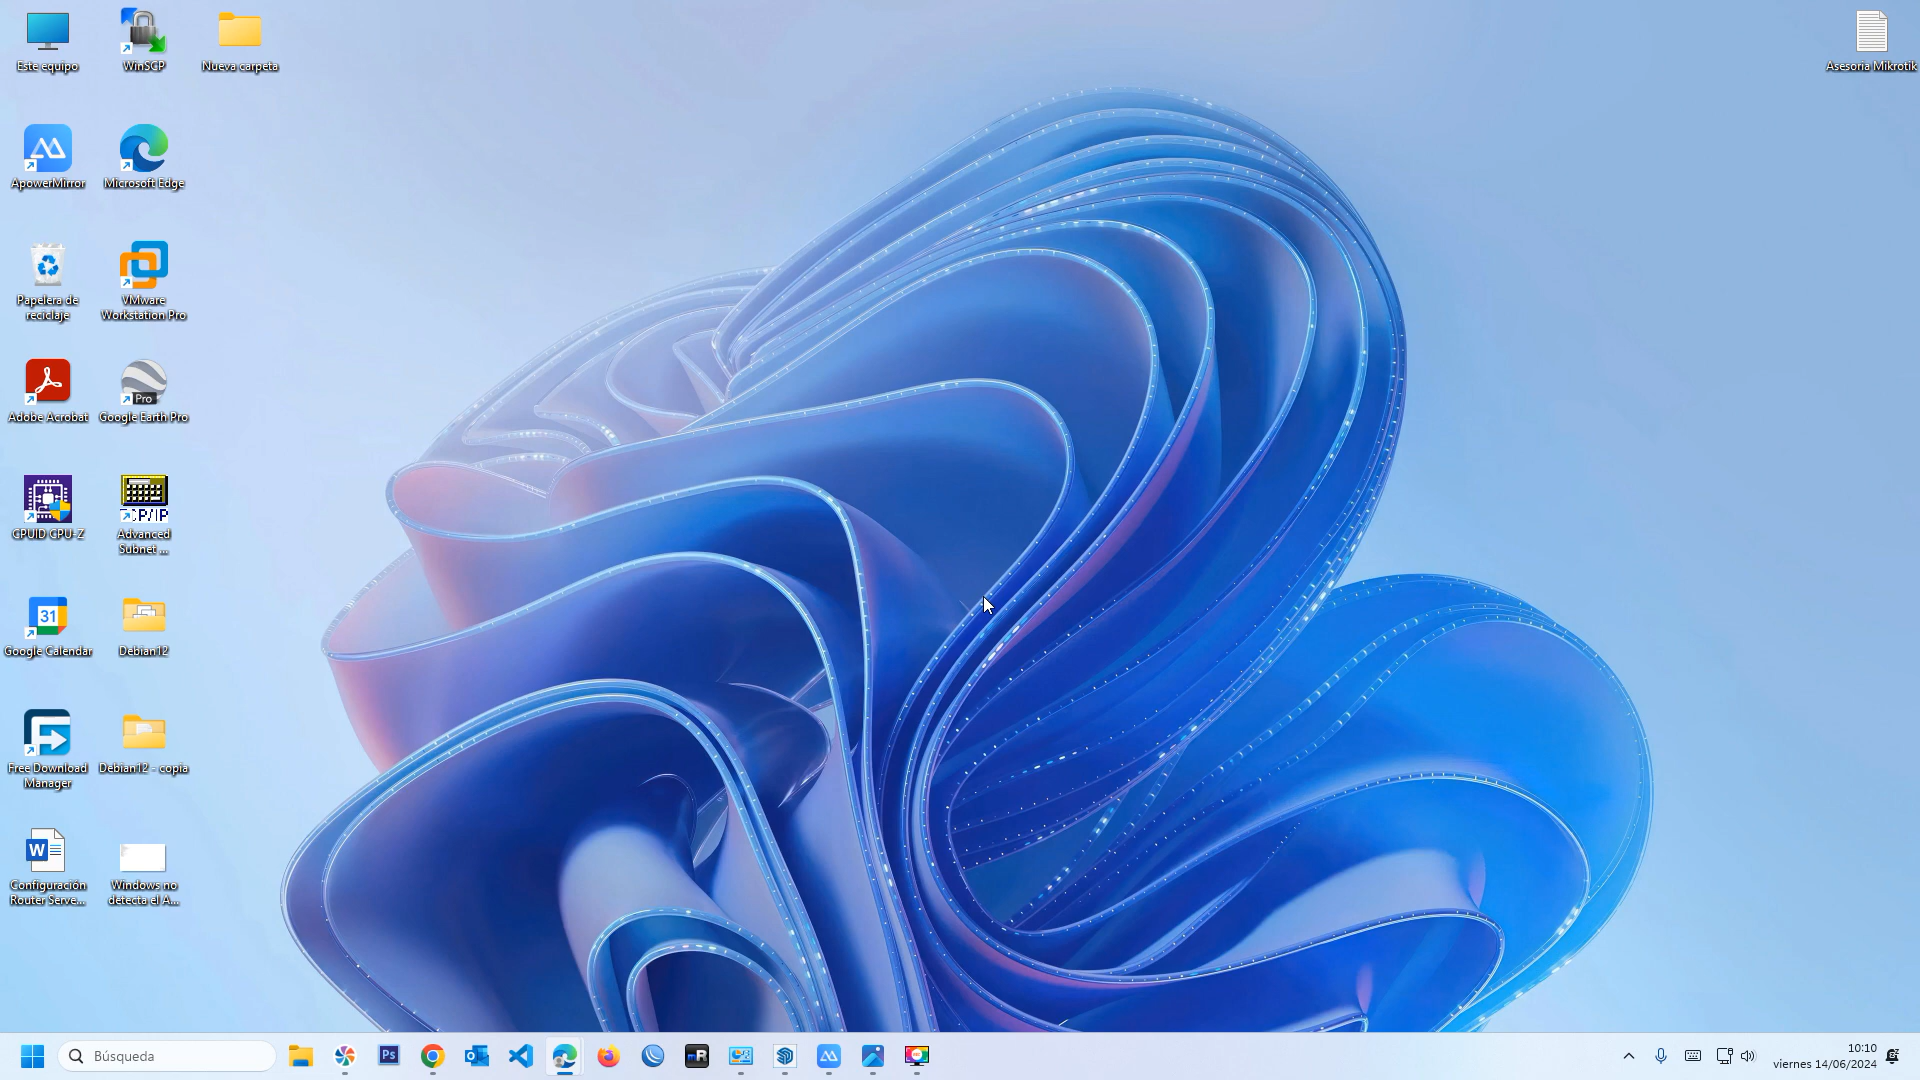 Este equipo
WinSCP
Nueva carpeta
Asesoria Mikrotik
ApowerMirror
Microsoft Edge
Papelera de
reciclaje
VMware
Workstation Pro
Adobe Acrobat
Pro
Google Earth Pro
CPUID CPU-Z
TCP/IP
Advanced
Subnet ...
31
Google Calendar
Debian12
Free Download
Manager
Debian12 - copia
W
Configuración
Router Serve...
Windows no
detecta el A...
Búsqueda
Ps
10:10
viernes 14/06/2024